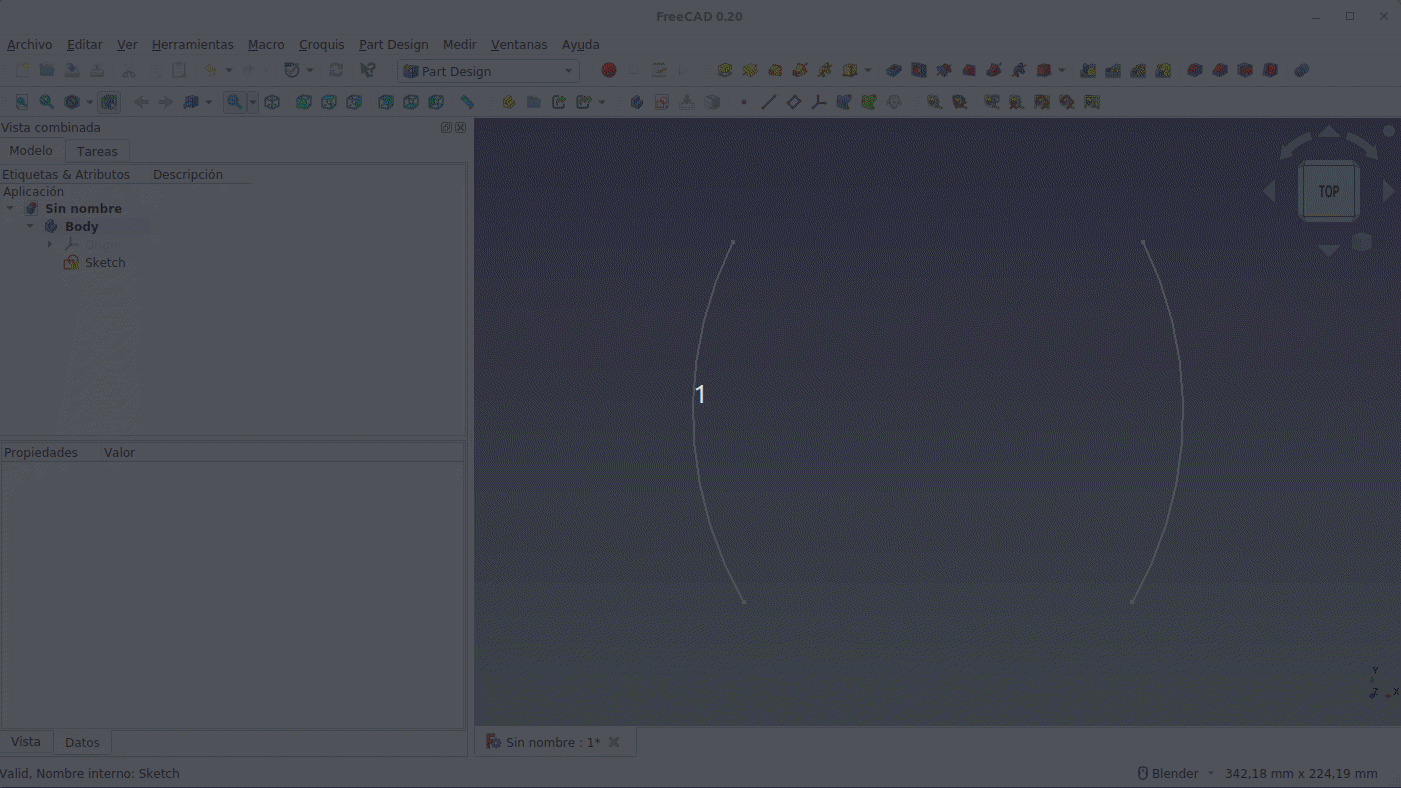 FreeCAD 0.20
Archivo Editar Ver Herramientas Macro Croquis Part Design Medir Ventanas Ayuda
Part Design
Vista combinada
Modelo Tareas
Etiquetas & Atributos Descripción
Aplicación
Sin nombre
Body
Origin
Sketch
TOP
1
Propiedades Valor
Y
Z X
Vista Datos
Sin nombre : 1*
Valid, Nombre interno: Sketch
Blender 342,18 mm x 224,19 mm